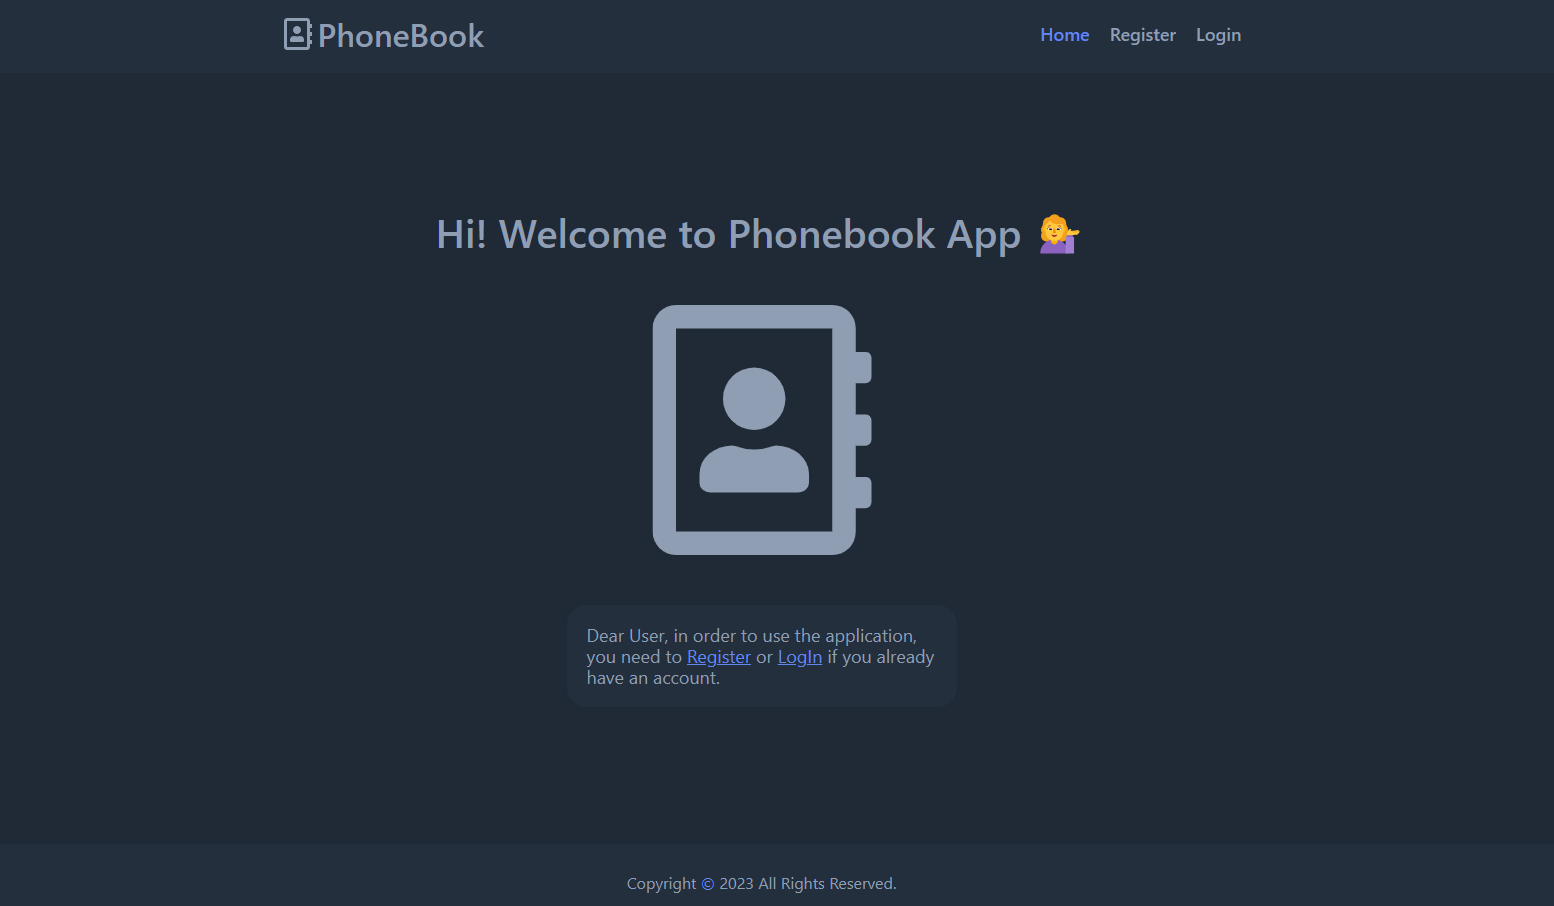 PhoneBook
Home Register Login
Hi! Welcome to Phonebook App 💁‍♀️
Dear User, in order to use the application,
you need to Register or LogIn if you already
have an account.
Copyright © 2023 All Rights Reserved.